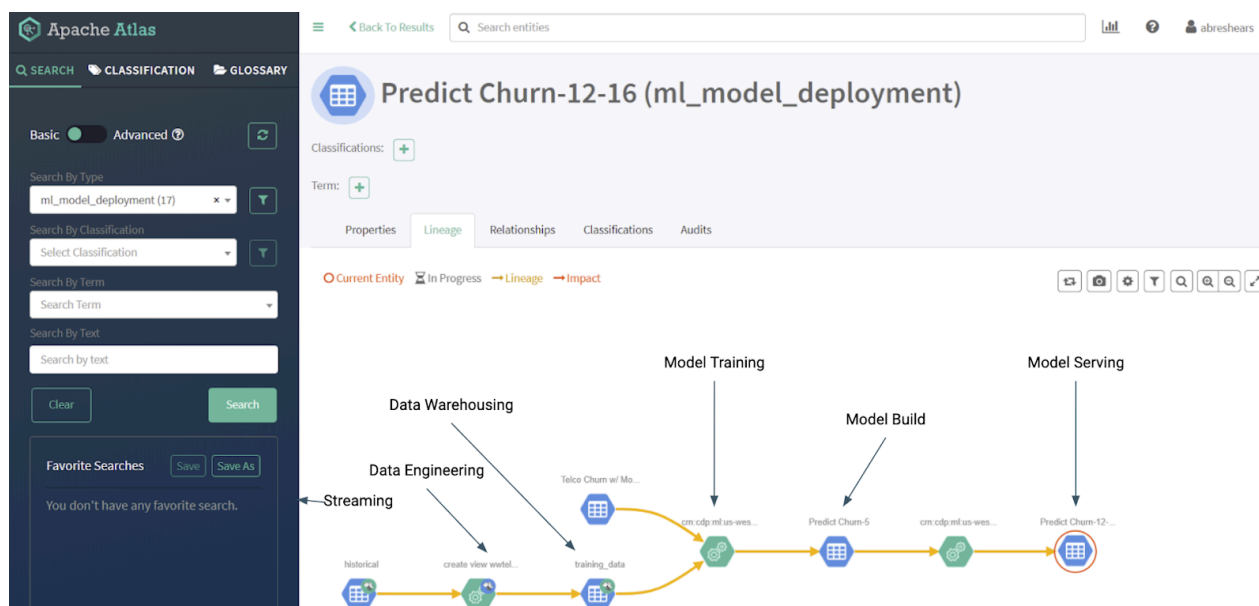 Apache Atlas
SEARCH CLASSIFICATION GLOSSARY
Basic Advanced
Search By Type
ml_model_deployment (17)
Search By Classification
Select Classification
Search By Term
Search Term
Search By Text
Search by text
Clear Search
Favorite Searches Save Save As
You don't have any favorite search.
Back To Results Search entities abreshears
Predict Churn-12-16 (ml_model_deployment)
Classifications:
Term:
Properties Lineage Relationships Classifications Audits
Current Entity In Progress Lineage Impact
Model Training Model Serving
Data Warehousing
Model Build
Data Engineering
Streaming
Telco Churn w/ Mo...
crn:cdp:ml:us-wes... Predict Churn-5 crn:cdp:ml:us-wes... Predict Churn-12-...
historical create view wwtel... training_data